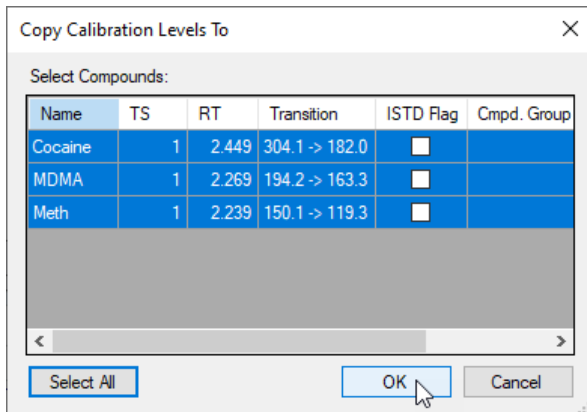 Copy Calibration Levels To
Select Compounds:
Name TS RT Transition ISTD Flag Cmpd. Group
Cocaine 1 2.449 304.1 -> 182.0
MDMA 1 2.269 194.2 -> 163.3
Meth 1 2.239 150.1 -> 119.3
Select All OK Cancel